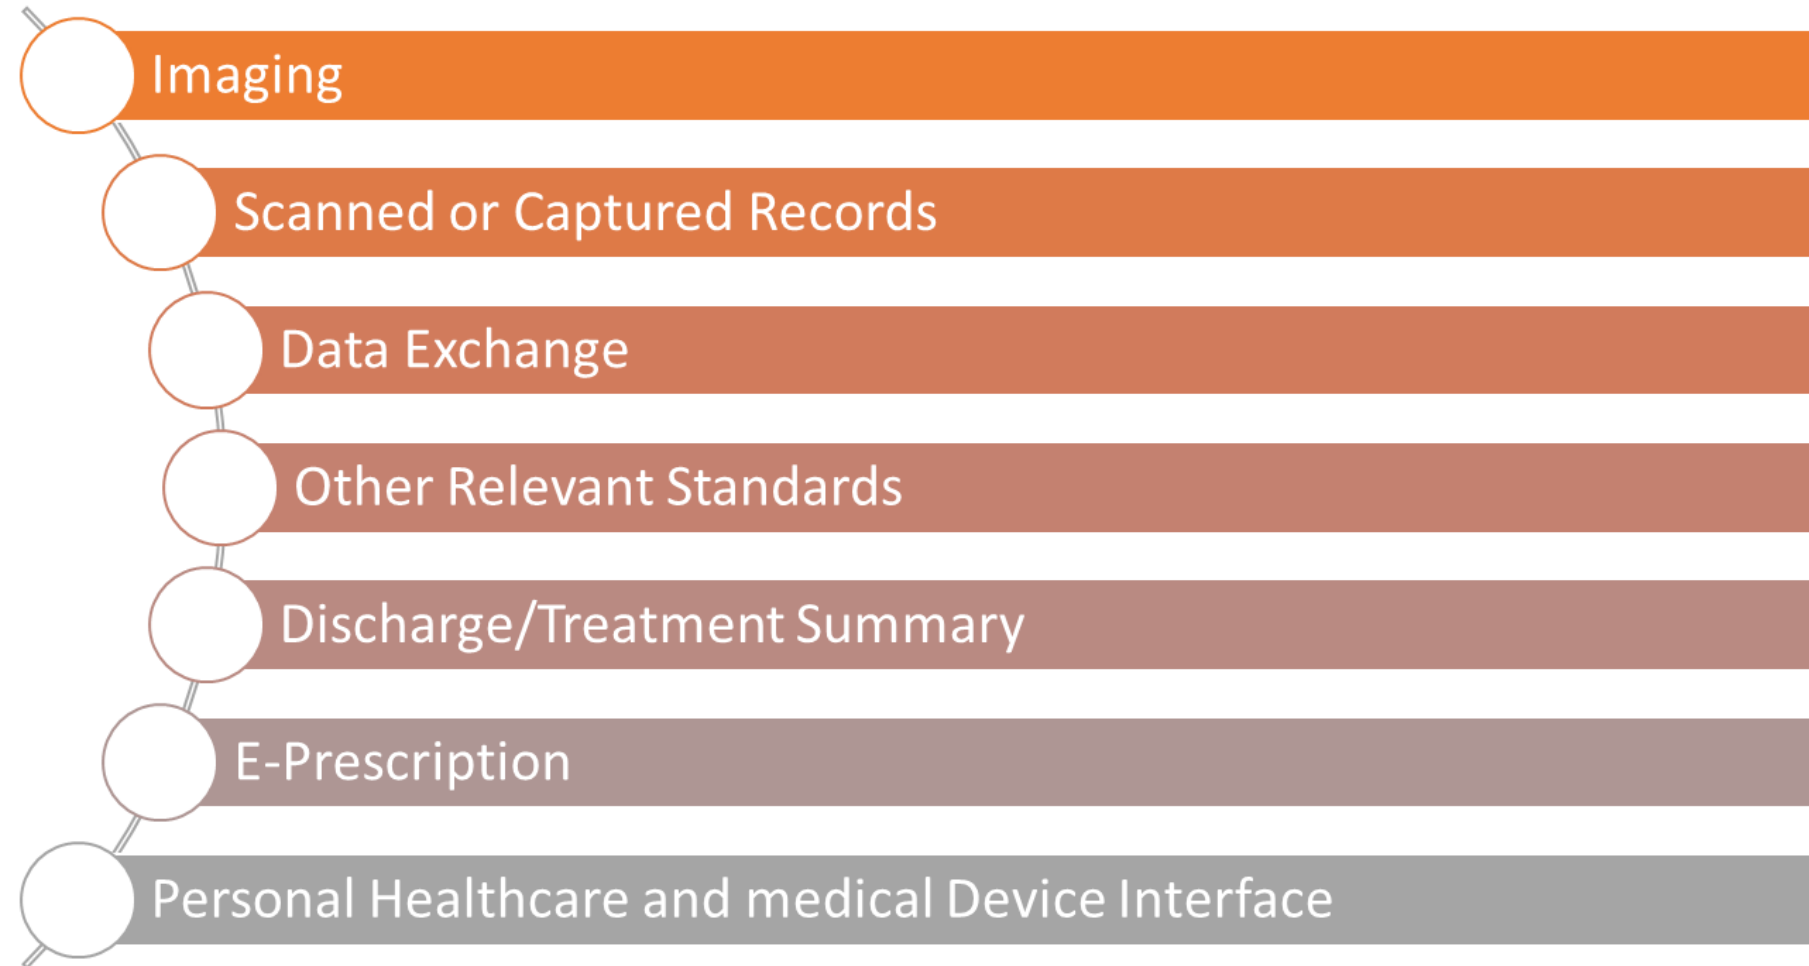 Imaging
Scanned or Captured Records
Data Exchange
Other Relevant Standards
Discharge/Treatment Summary
E-Prescription
Personal Healthcare and medical Device Interface